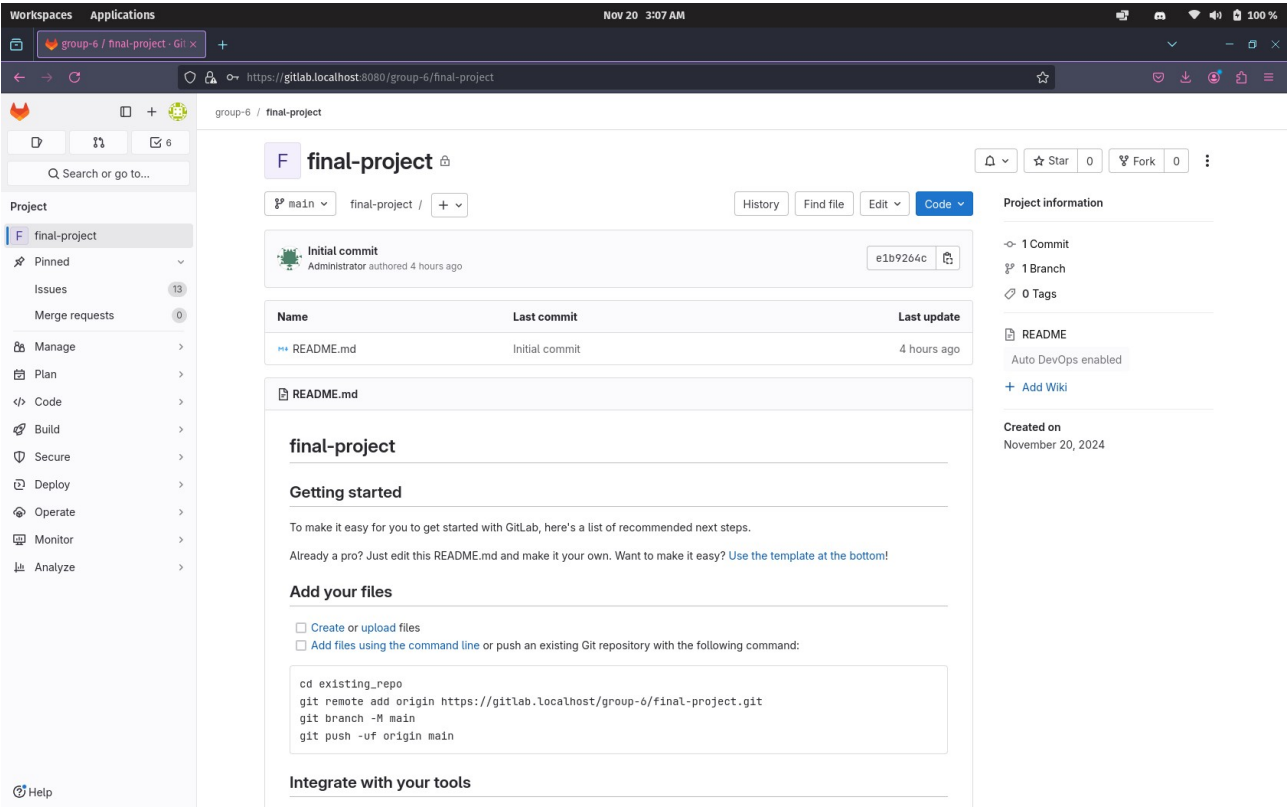 Workspaces Applications Nov 20 3:07 AM 100 %
group-6 / final-project · Git
https://gitlab.localhost:8080/group-6/final-project
group-6 / final-project
6
Search or go to...
Project
F final-project
Pinned
Issues 13
Merge requests 0
Manage
Plan
Code
Build
Secure
Deploy
Operate
Monitor
Analyze
Help
F final-project
Star 0 Fork 0
main final-project / + History Find file Edit Code
Initial commit
Administrator authored 4 hours ago
e1b9264c
Name Last commit Last update
README.md Initial commit 4 hours ago
README.md
final-project
Getting started
To make it easy for you to get started with GitLab, here's a list of recommended next steps.
Already a pro? Just edit this README.md and make it your own. Want to make it easy? Use the template at the bottom!
Add your files
Create or upload files
Add files using the command line or push an existing Git repository with the following command:
cd existing_repo
git remote add origin https://gitlab.localhost/group-6/final-project.git
git branch -M main
git push -uf origin main
Integrate with your tools
Project information
1 Commit
1 Branch
0 Tags
README
Auto DevOps enabled
+ Add Wiki
Created on
November 20, 2024